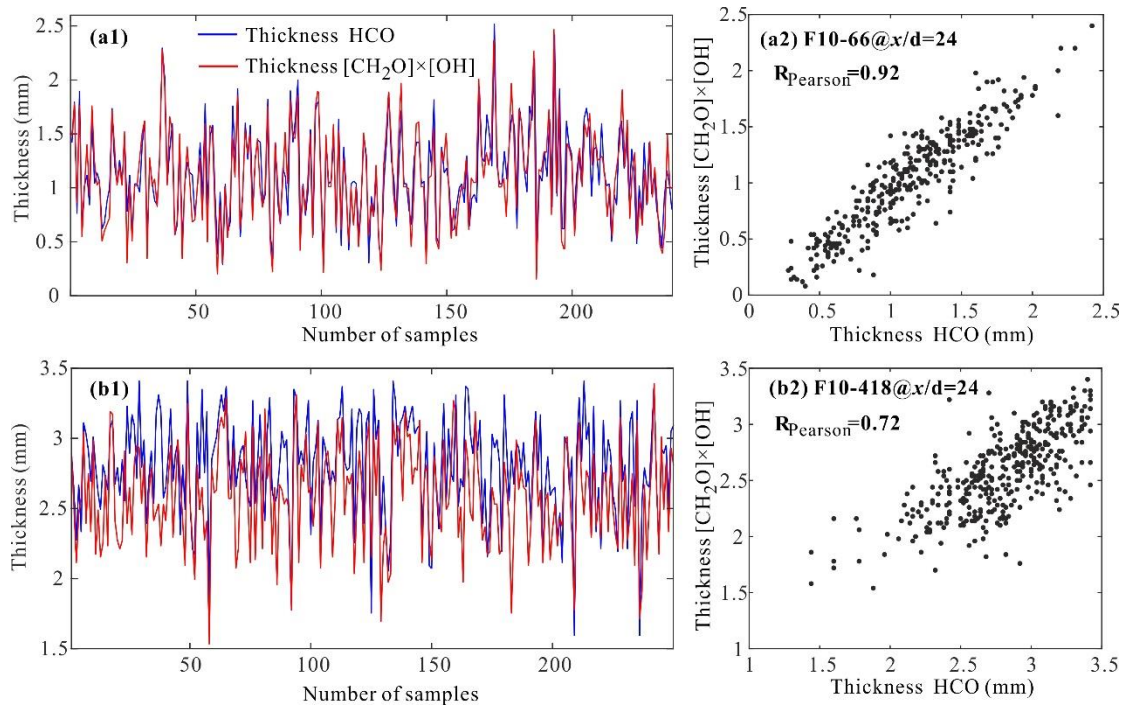 (a1)
Thickness HCO
Thickness [CH2O]×[OH]
Thickness (mm)
2.5
2
1.5
1
0.5
0
50
100
150
200
Number of samples
(a2) F10-66@x/d=24
RPearson=0.92
Thickness [CH2O]×[OH]
2.5
2
1.5
1
0.5
0
0
0.5
1
1.5
2
2.5
Thickness HCO (mm)
(b1)
Thickness (mm)
3.5
3
2.5
2
1.5
50
100
150
200
Number of samples
(b2) F10-418@x/d=24
RPearson=0.72
Thickness [CH2O]×[OH]
3.5
3
2.5
2
1.5
1
1
1.5
2
2.5
3
3.5
Thickness HCO (mm)